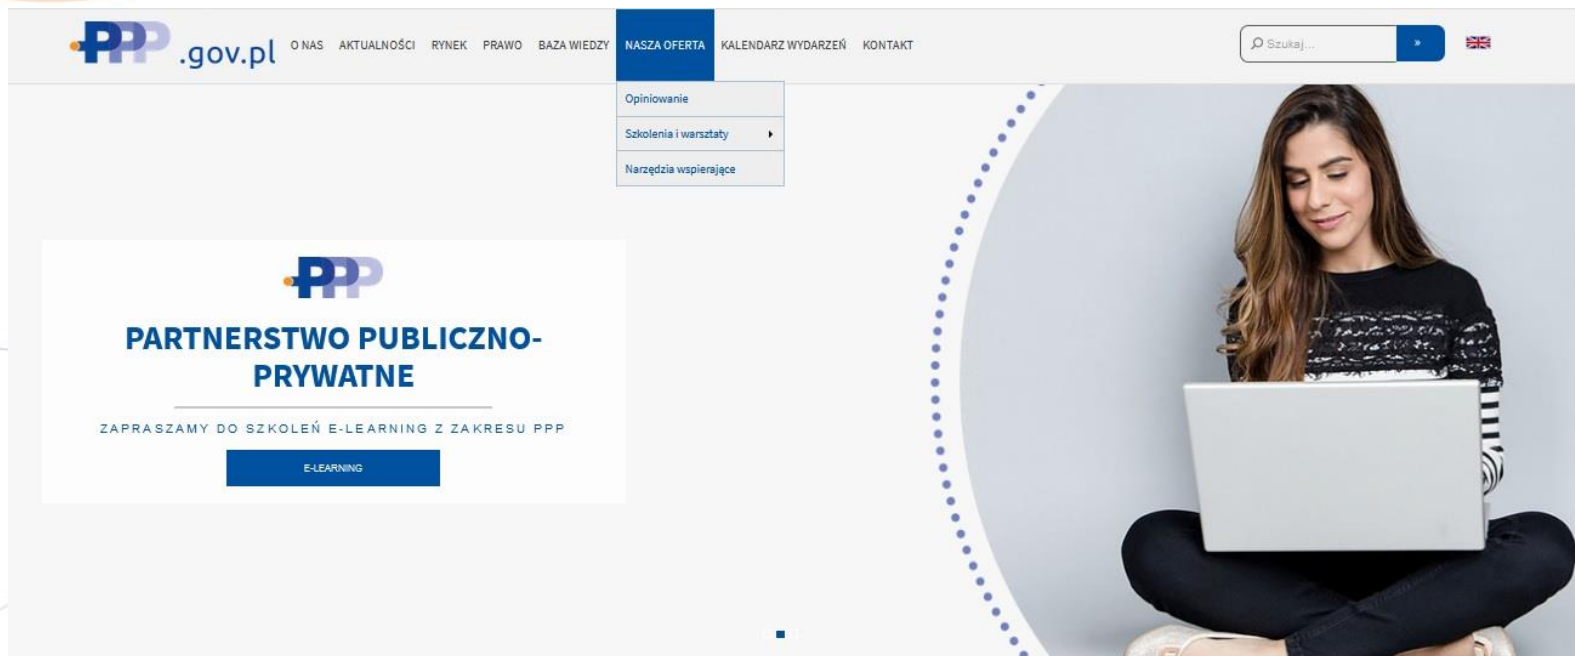 PPP .gov.pl
O NAS AKTUALNOŚCI RYNEK PRAWO BAZA WIEDZY NASZA OFERTA KALENDARZ WYDARZEŃ KONTAKT
Szukaj... »
Opiniowanie
Szkolenia i warsztaty
Narzędzia wspierające
PPP
PARTNERSTWO PUBLICZNO-
PRYWATNE
ZAPRASZAMY DO SZKOLEŃ E-LEARNING Z ZAKRESU PPP
E-LEARNING